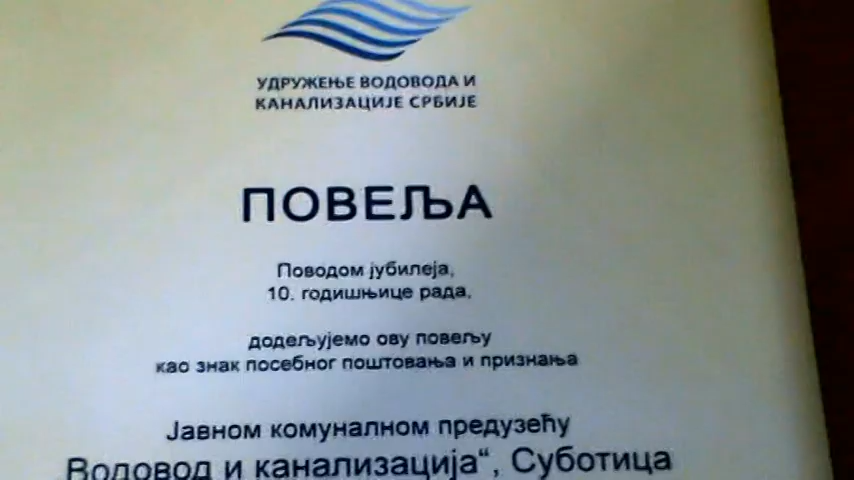 УДРУЖЕЊЕ ВОДОВОДА И
КАНАЛИЗАЦИЈЕ СРБИЈЕ
ПОВЕЉА
Поводом јубилеја,
10. годишњице рада,
додељујемо ову повељу
као знак посебног поштовања и признања
Јавном комуналном предузећу
„Водовод и канализација“, Суботица